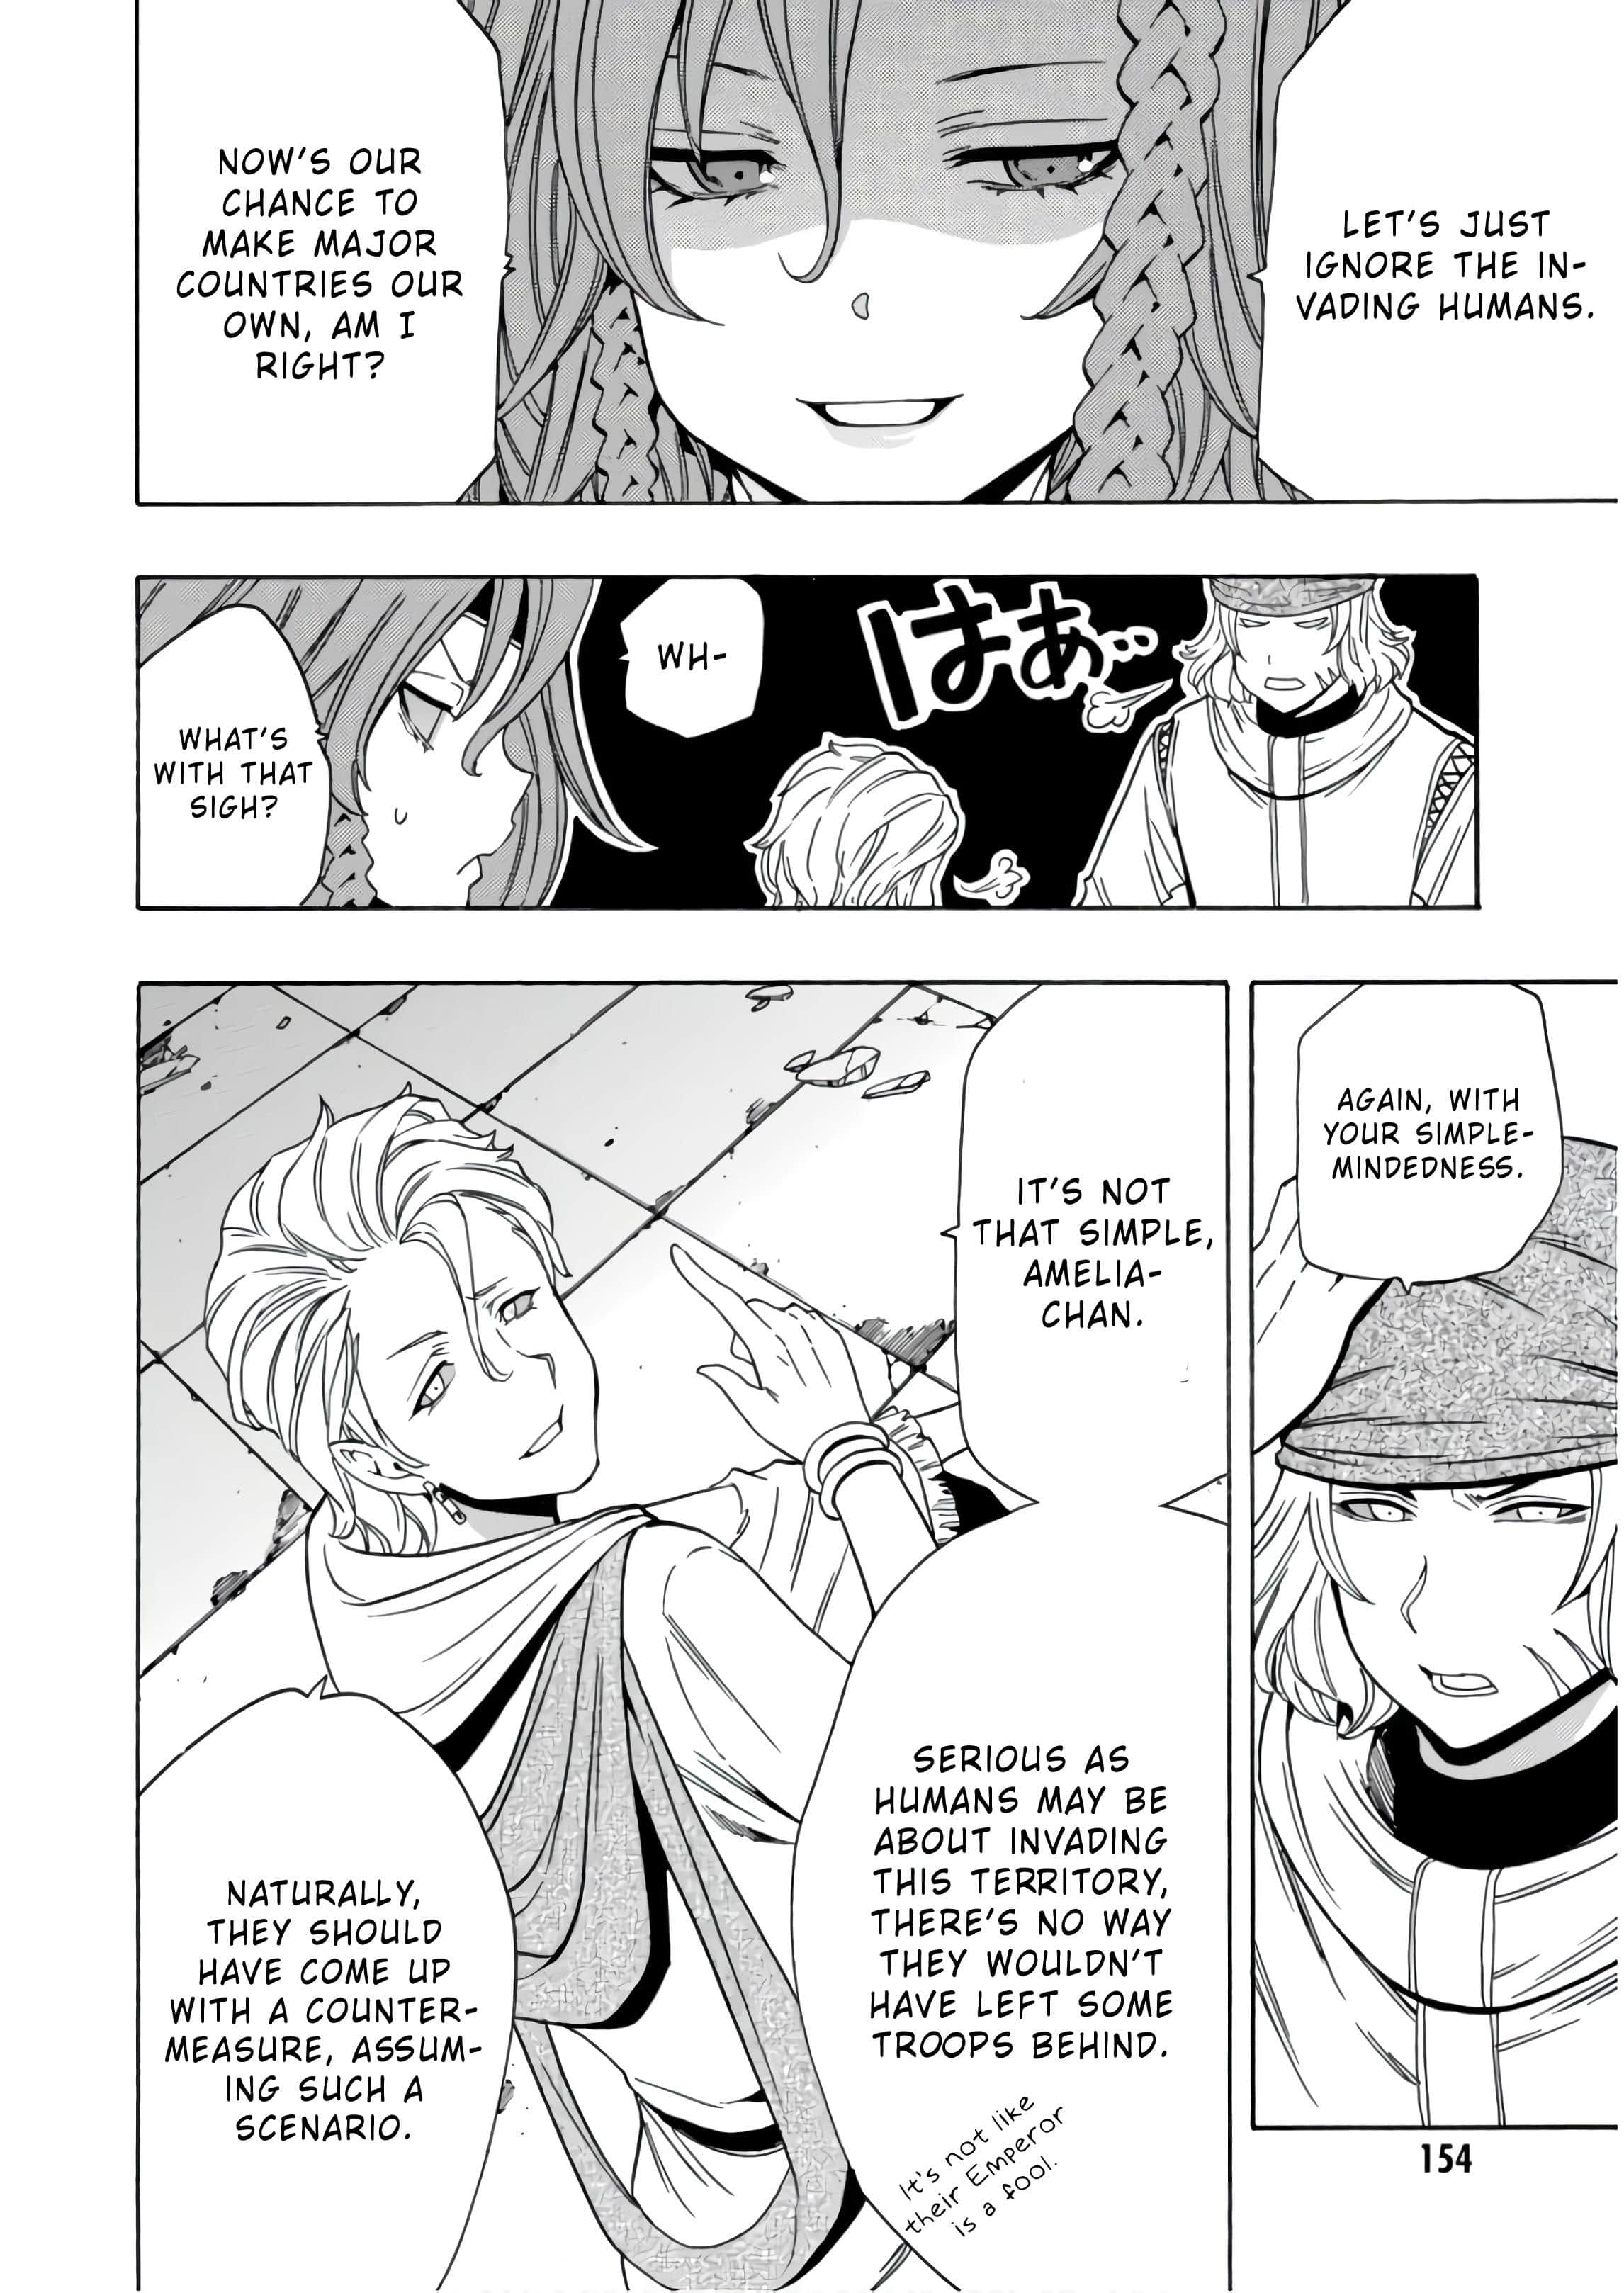 LET'S JUST
IGNORE THE IN-
VADING HUMANS.
NOW'S OUR
CHANCE TO
MAKE MAJOR
COUNTRIES OUR
OWN, AM I
RIGHT?
はあ‥
WH-
WHAT'S
WITH THAT
SIGH?
AGAIN, WITH
YOUR SIMPLE-
MINDEDNESS.
IT'S NOT
THAT SIMPLE,
AMELIA-
CHAN.
SERIOUS AS
HUMANS MAY BE
ABOUT INVADING
THIS TERRITORY,
THERE'S NO WAY
THEY WOULDN'T
HAVE LEFT SOME
TROOPS BEHIND.
It's not like
their Emperor
is a fool.
NATURALLY,
THEY SHOULD
HAVE COME UP
WITH A COUNTER-
MEASURE, ASSUM-
ING SUCH A
SCENARIO.
154